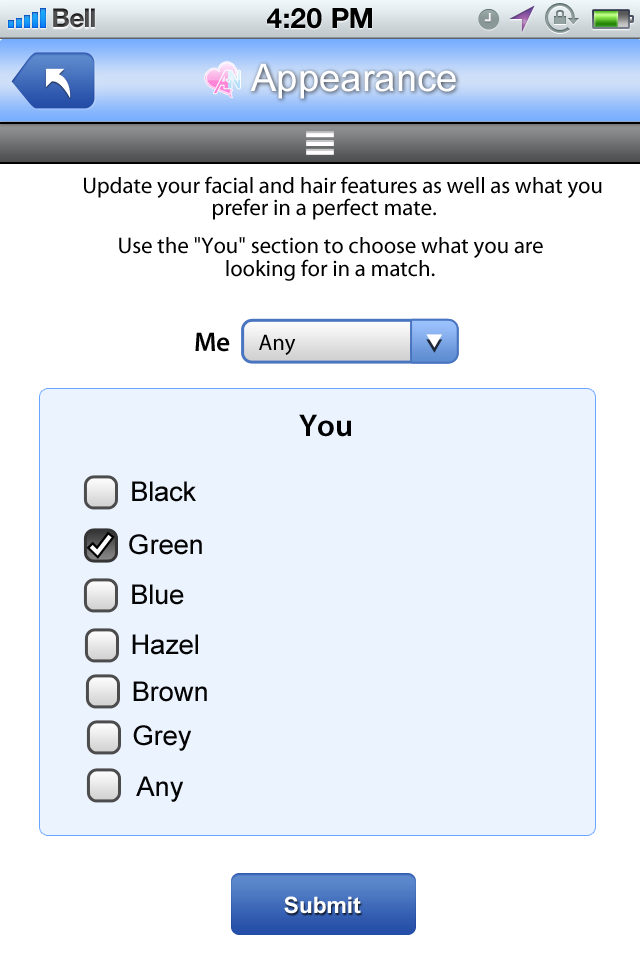 Bell 4:20 PM
Appearance
Update your facial and hair features as well as what you
prefer in a perfect mate.
Use the "You" section to choose what you are
looking for in a match.
Me Any
You
Black
Green
Blue
Hazel
Brown
Grey
Any
Submit